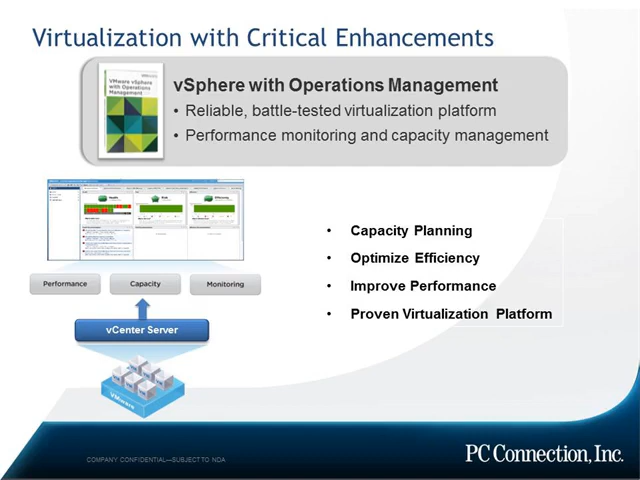 Virtualization with Critical Enhancements
VMware vSphere
with Operations
Management
vSphere with Operations Management
• Reliable, battle-tested virtualization platform
• Performance monitoring and capacity management
Performance
Capacity
Monitoring
vCenter Server
VMware
• Capacity Planning
• Optimize Efficiency
• Improve Performance
• Proven Virtualization Platform
COMPANY CONFIDENTIAL—SUBJECT TO NDA
PC Connection, Inc.